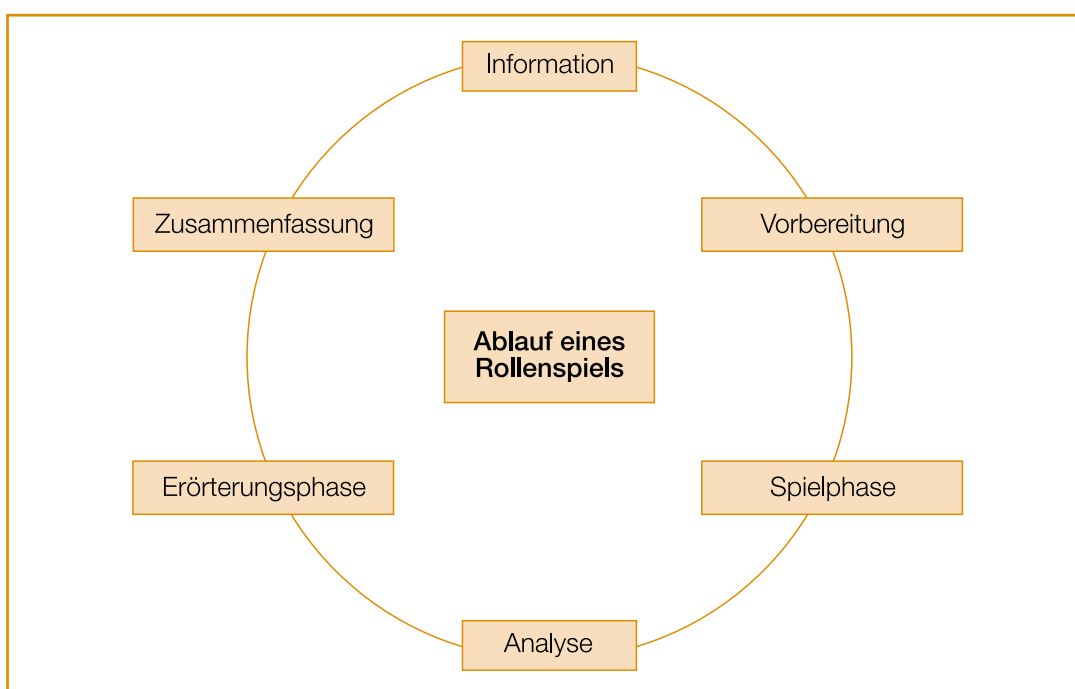 Information
Zusammenfassung
Vorbereitung
Ablauf eines
Rollenspiels
Erörterungsphase
Spielphase
Analyse